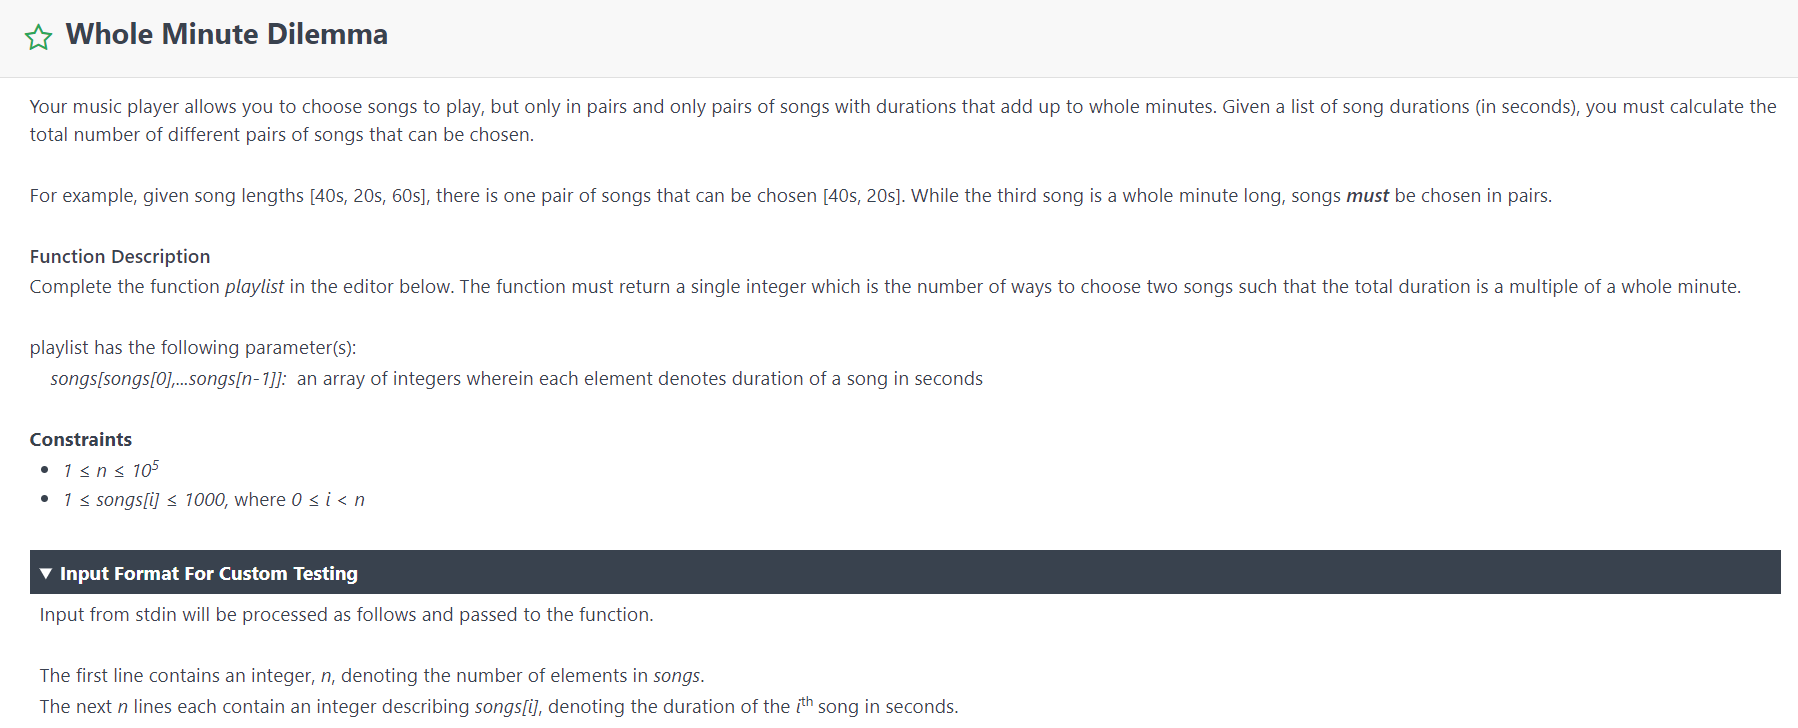 Whole Minute Dilemma
Your music player allows you to choose songs to play, but only in pairs and only pairs of songs with durations that add up to whole minutes. Given a list of song durations (in seconds), you must calculate the
total number of different pairs of songs that can be chosen.
For example, given song lengths [40s, 20s, 60s], there is one pair of songs that can be chosen [40s, 20s]. While the third song is a whole minute long, songs must be chosen in pairs.
Function Description
Complete the function playlist in the editor below. The function must return a single integer which is the number of ways to choose two songs such that the total duration is a multiple of a whole minute.
playlist has the following parameter(s):
songs[songs[0],...songs[n-1]]: an array of integers wherein each element denotes duration of a song in seconds
Constraints
• 1 ≤ n ≤ 10⁵
• 1 ≤ songs[i] ≤ 1000, where 0 ≤ i < n
▼ Input Format For Custom Testing
Input from stdin will be processed as follows and passed to the function.
The first line contains an integer, n, denoting the number of elements in songs.
The next n lines each contain an integer describing songs[i], denoting the duration of the iᵗʰ song in seconds.